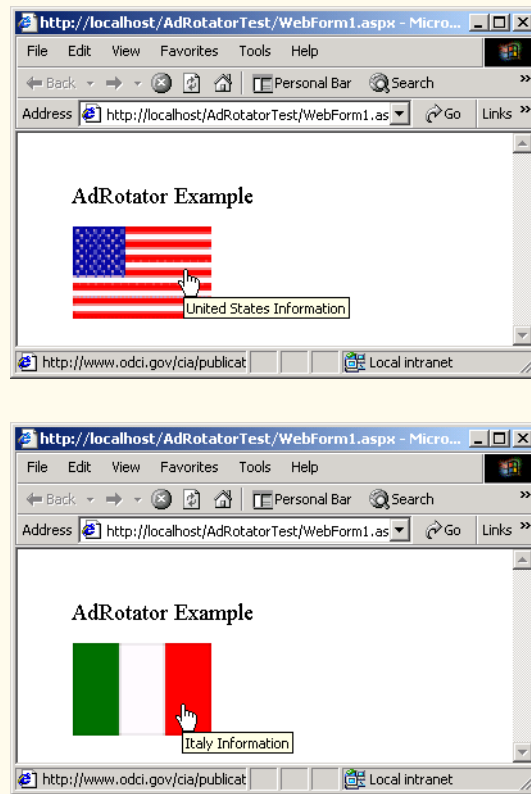 http://localhost/AdRotatorTest/WebForm1.aspx - Micro...
File Edit View Favorites Tools Help
Back Personal Bar Search »
Address http://localhost/AdRotatorTest/WebForm1.as Go Links »
AdRotator Example
United States Information
http://www.odci.gov/cia/publicat Local intranet
http://localhost/AdRotatorTest/WebForm1.aspx - Micro...
File Edit View Favorites Tools Help
Back Personal Bar Search »
Address http://localhost/AdRotatorTest/WebForm1.as Go Links »
AdRotator Example
Italy Information
http://www.odci.gov/cia/publicat Local intranet